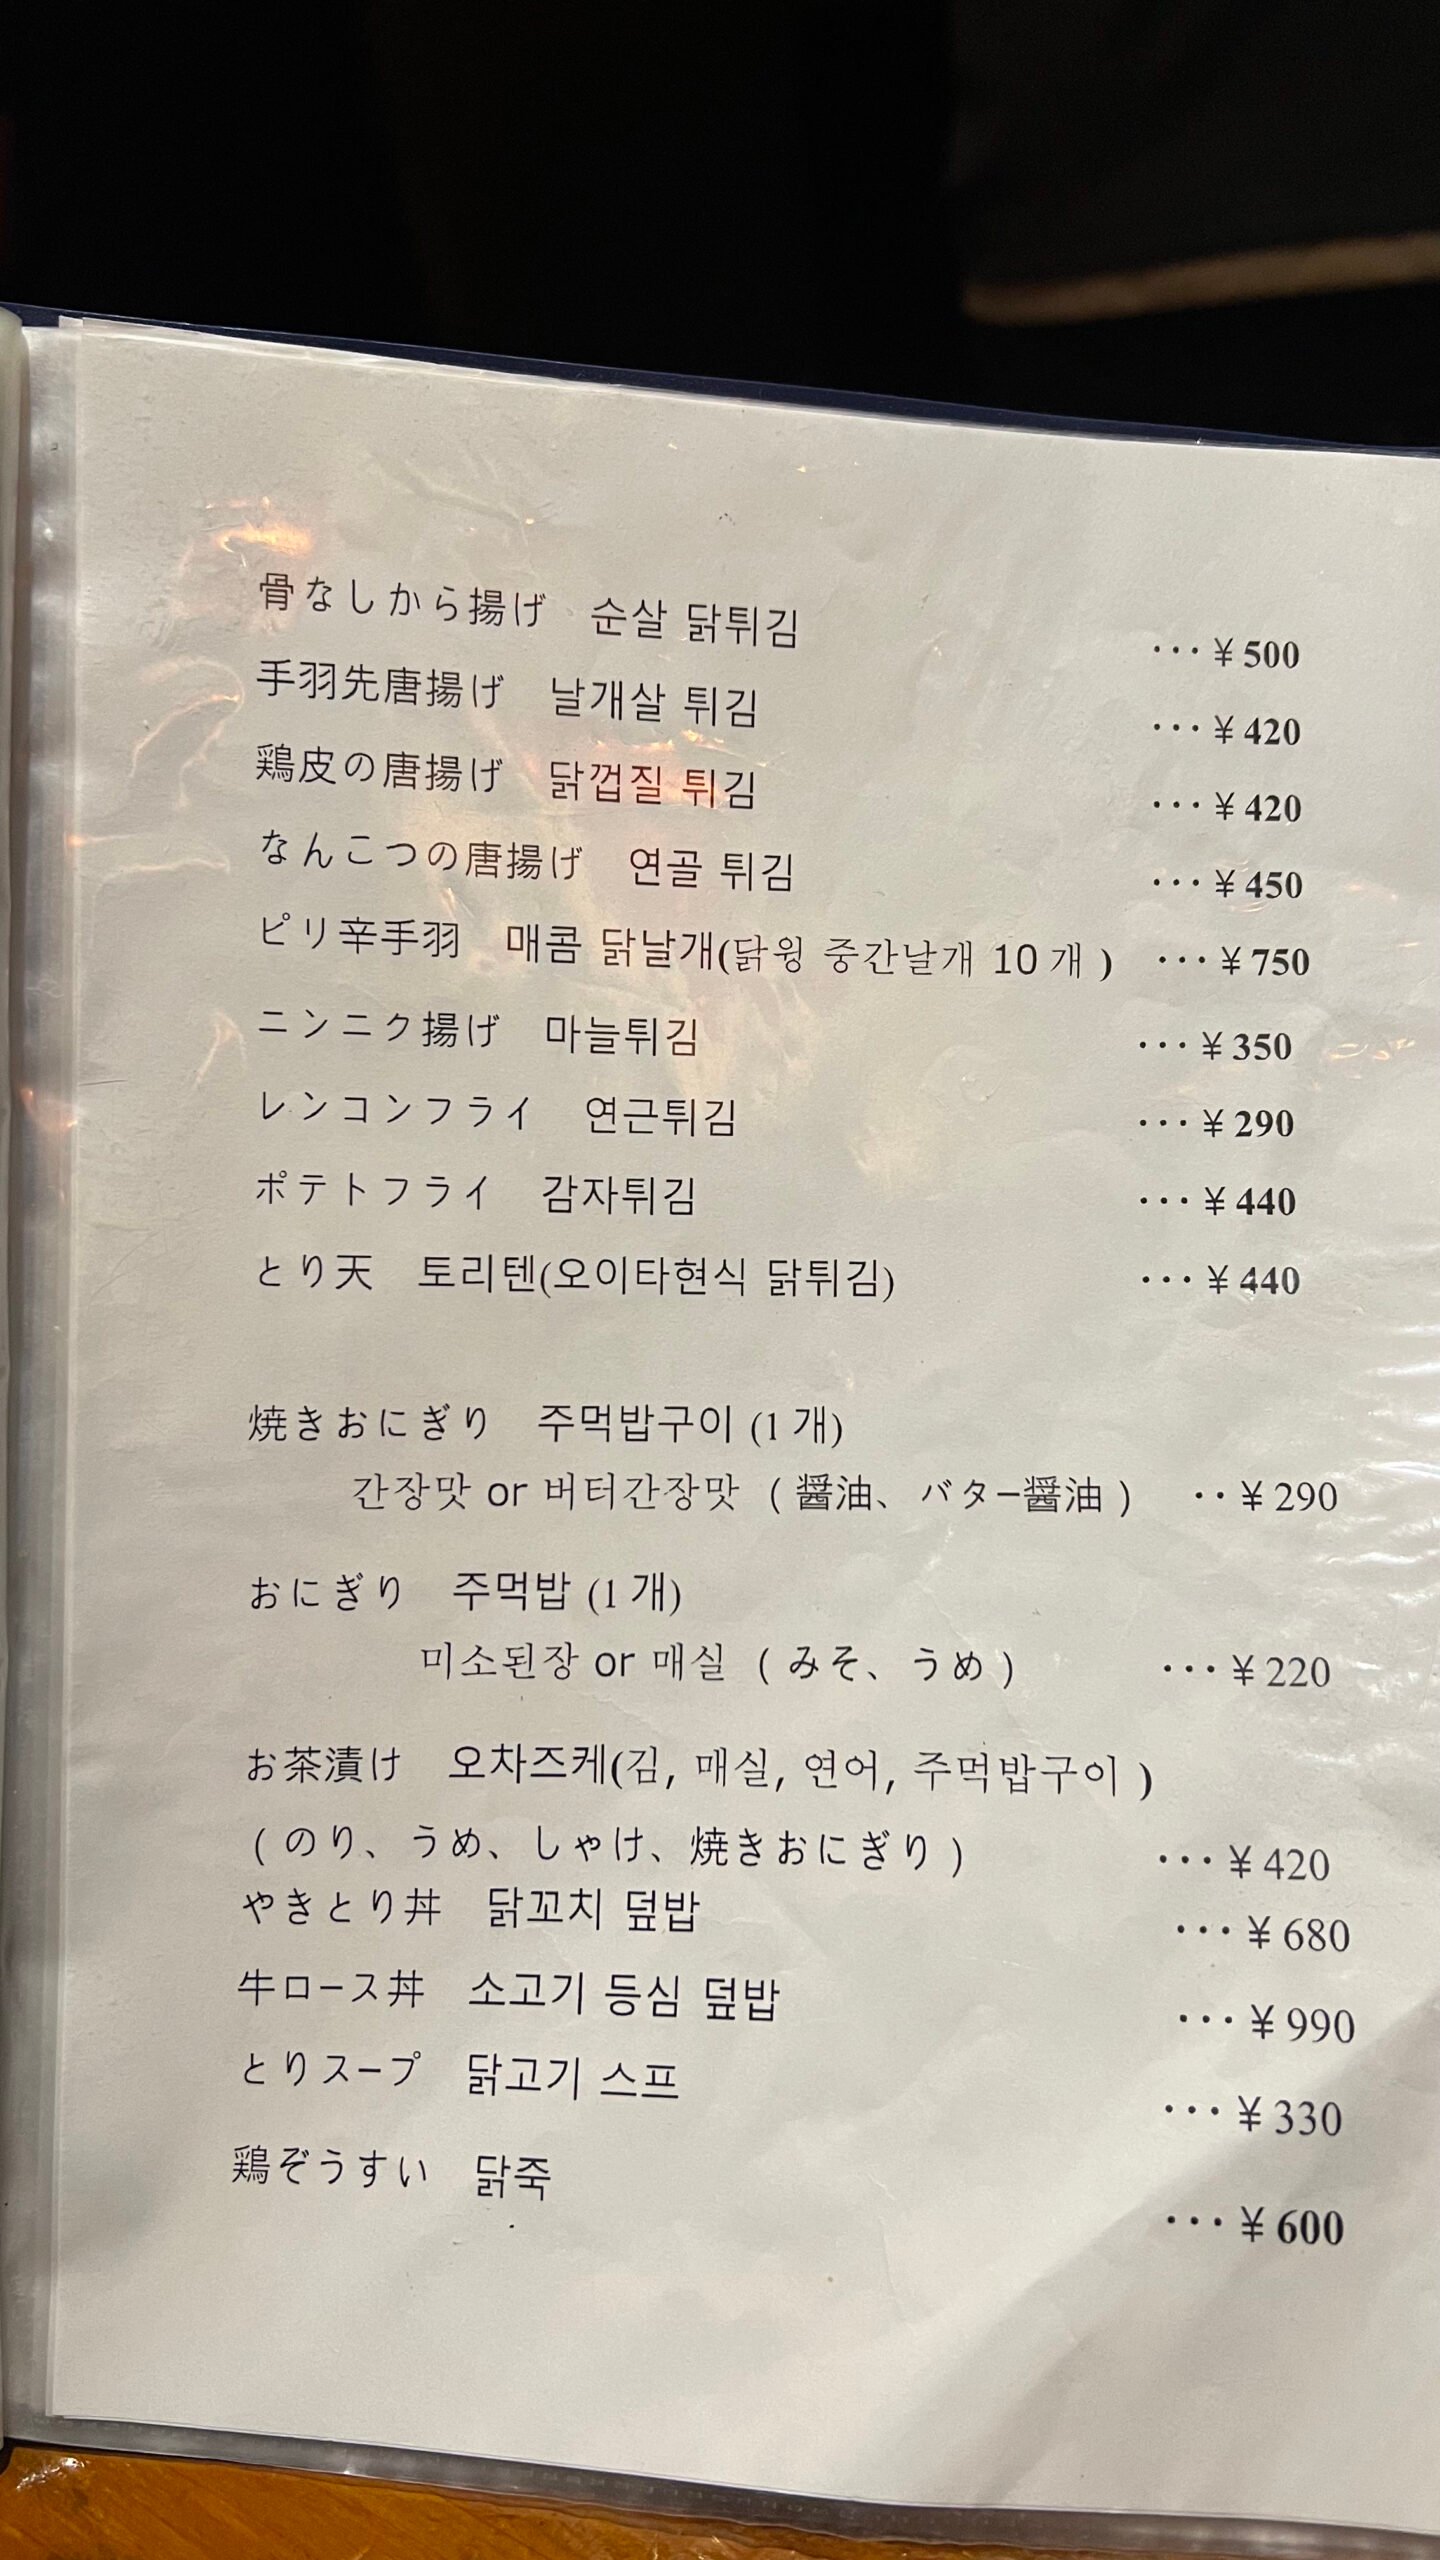 骨なしから揚げ 순살 닭튀김 ･･･¥500
手羽先唐揚げ 날개살 튀김 ･･･¥420
鶏皮の唐揚げ 닭껍질 튀김 ･･･¥420
なんこつの唐揚げ 연골 튀김 ･･･¥450
ピリ辛手羽 매콤 닭날개(닭윙 중간날개 10개) ･･･¥750
ニンニク揚げ 마늘튀김 ･･･¥350
レンコンフライ 연근튀김 ･･･¥290
ポテトフライ 감자튀김 ･･･¥440
とり天 토리텐(오이타현식 닭튀김) ･･･¥440
焼きおにぎり 주먹밥구이 (1개)
간장맛 or 버터간장맛 (醤油、バター醤油) ･･¥290
おにぎり 주먹밥 (1개)
미소된장 or 매실 (みそ、うめ) ･･･¥220
お茶漬け 오차즈케(김, 매실, 연어, 주먹밥구이)
(のり、うめ、しゃけ、焼きおにぎり) ･･･¥420
やきとり丼 닭꼬치 덮밥 ･･･¥680
牛ロース丼 소고기 등심 덮밥 ･･･¥990
とりスープ 닭고기 스프 ･･･¥330
鶏ぞうすい 닭죽 ･･･¥600